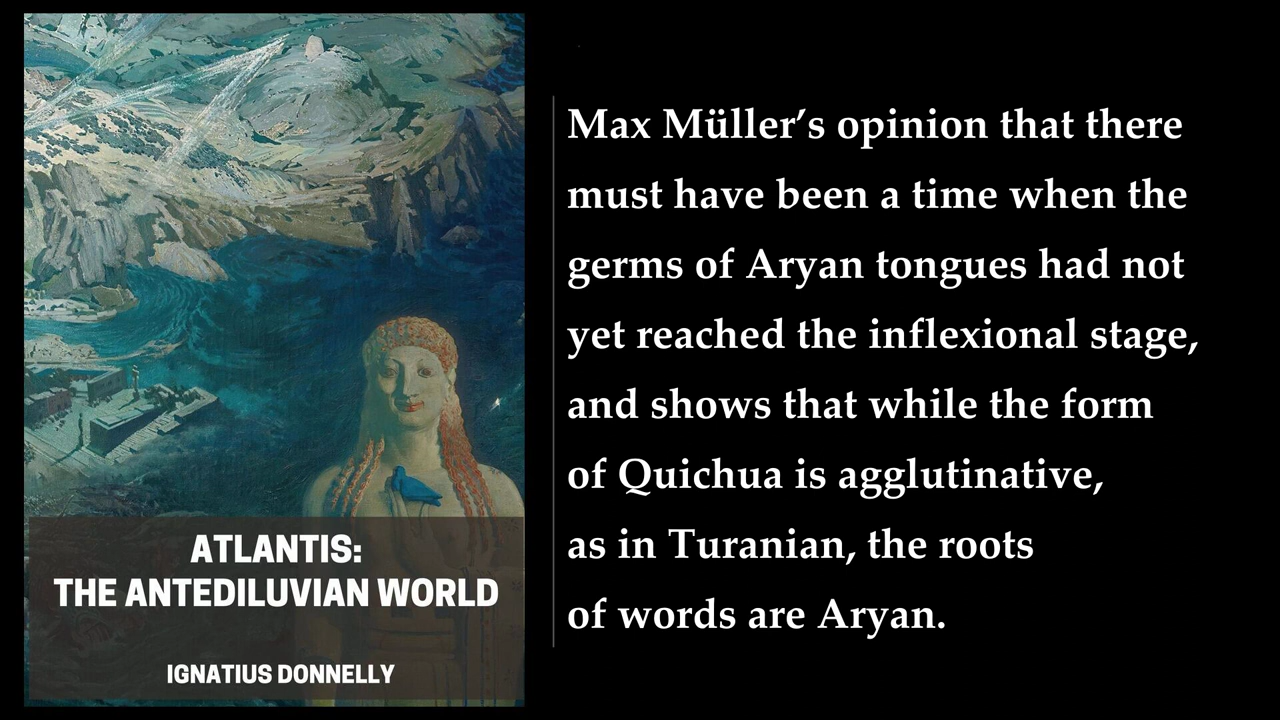 ATLANTIS:
THE ANTEDILUVIAN WORLD
IGNATIUS DONNELLY
Max Müller’s opinion that there
must have been a time when the
germs of Aryan tongues had not
yet reached the inflexional stage,
and shows that while the form
of Quichua is agglutinative,
as in Turanian, the roots
of words are Aryan.